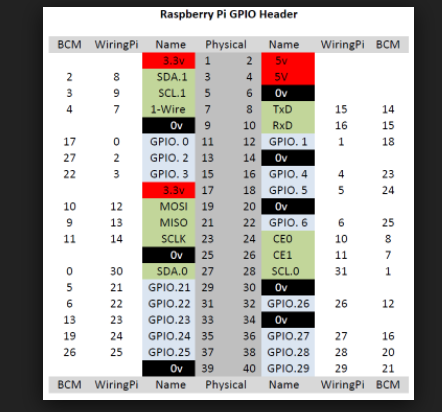 Raspberry Pi GPIO Header
BCM WiringPi Name Physical Name WiringPi BCM
3.3v 1 2 5v
2 8 SDA.1 3 4 5V
3 9 SCL.1 5 6 0v
4 7 1-Wire 7 8 TxD 15 14
0v 9 10 RxD 16 15
17 0 GPIO. 0 11 12 GPIO. 1 1 18
27 2 GPIO. 2 13 14 0v
22 3 GPIO. 3 15 16 GPIO. 4 4 23
3.3v 17 18 GPIO. 5 5 24
10 12 MOSI 19 20 0v
9 13 MISO 21 22 GPIO. 6 6 25
11 14 SCLK 23 24 CE0 10 8
0v 25 26 CE1 11 7
0 30 SDA.0 27 28 SCL.0 31 1
5 21 GPIO.21 29 30 0v
6 22 GPIO.22 31 32 GPIO.26 26 12
13 23 GPIO.23 33 34 0v
19 24 GPIO.24 35 36 GPIO.27 27 16
26 25 GPIO.25 37 38 GPIO.28 28 20
0v 39 40 GPIO.29 29 21
BCM WiringPi Name Physical Name WiringPi BCM